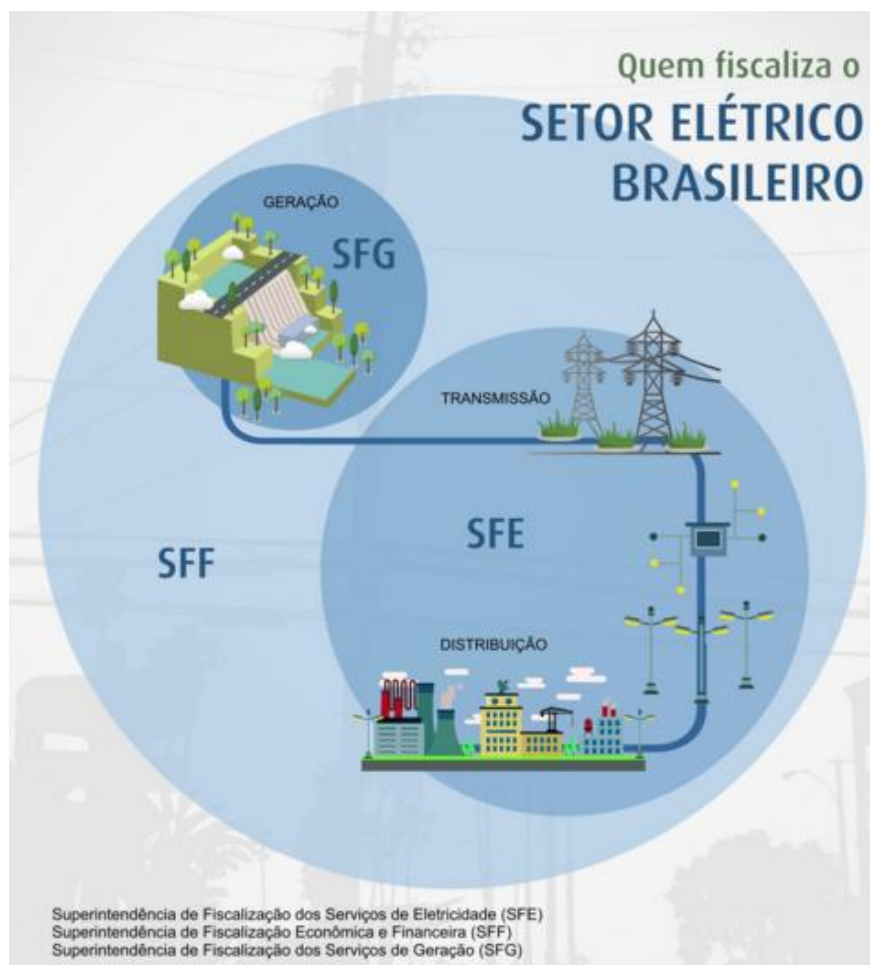 Quem fiscaliza o
SETOR ELÉTRICO
BRASILEIRO
GERAÇÃO
SFG
TRANSMISSÃO
SFE
SFF
DISTRIBUIÇÃO
Superintendência de Fiscalização dos Serviços de Eletricidade (SFE)
Superintendência de Fiscalização Econômica e Financeira (SFF)
Superintendência de Fiscalização dos Serviços de Geração (SFG)